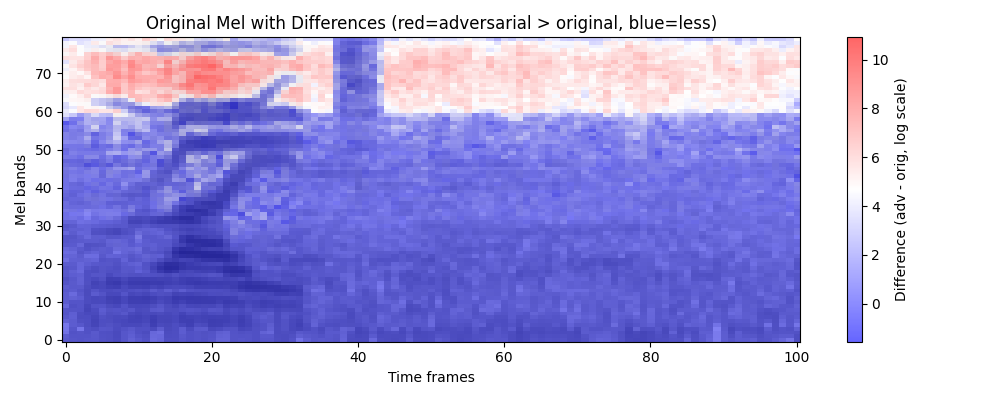 Original Mel with Differences (red=adversarial > original, blue=less)
Mel bands
70
60
50
40
30
20
10
0
0 20 40 60 80 100
Time frames
10
8
6
4
2
0
Difference (adv - orig, log scale)